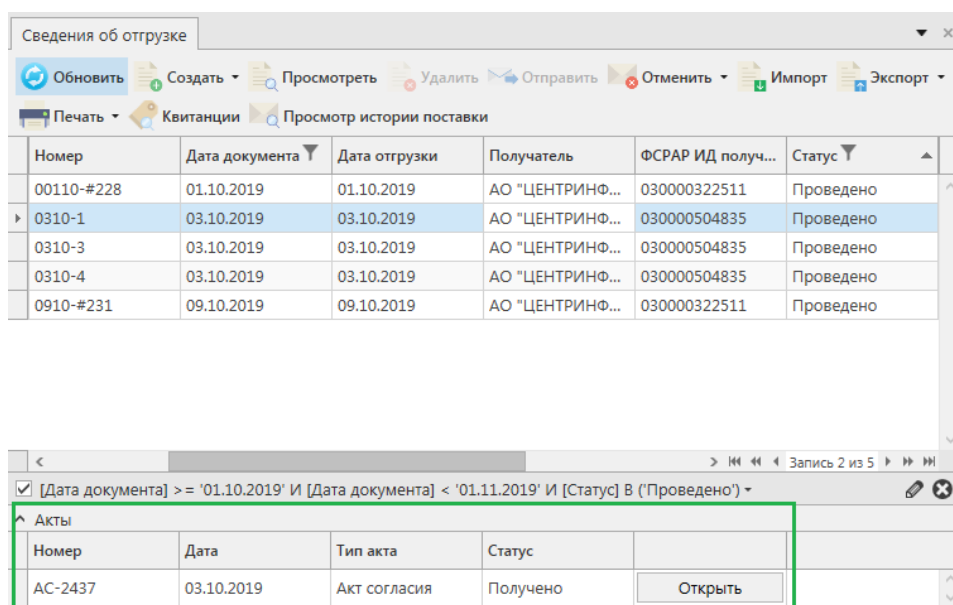 Сведения об отгрузке
Обновить Создать Просмотреть Удалить Отправить Отменить Импорт Экспорт
Печать Квитанции Просмотр истории поставки
Номер Дата документа Дата отгрузки Получатель ФСРАР ИД получ... Статус
00110-#228 01.10.2019 01.10.2019 АО "ЦЕНТРИНФ... 030000322511 Проведено
0310-1 03.10.2019 03.10.2019 АО "ЦЕНТРИНФ... 030000504835 Проведено
0310-3 03.10.2019 03.10.2019 АО "ЦЕНТРИНФ... 030000504835 Проведено
0310-4 03.10.2019 03.10.2019 АО "ЦЕНТРИНФ... 030000504835 Проведено
0910-#231 09.10.2019 09.10.2019 АО "ЦЕНТРИНФ... 030000322511 Проведено
Запись 2 из 5
[Дата документа] >= '01.10.2019' И [Дата документа] < '01.11.2019' И [Статус] В ('Проведено')
Акты
Номер Дата Тип акта Статус
АС-2437 03.10.2019 Акт согласия Получено Открыть